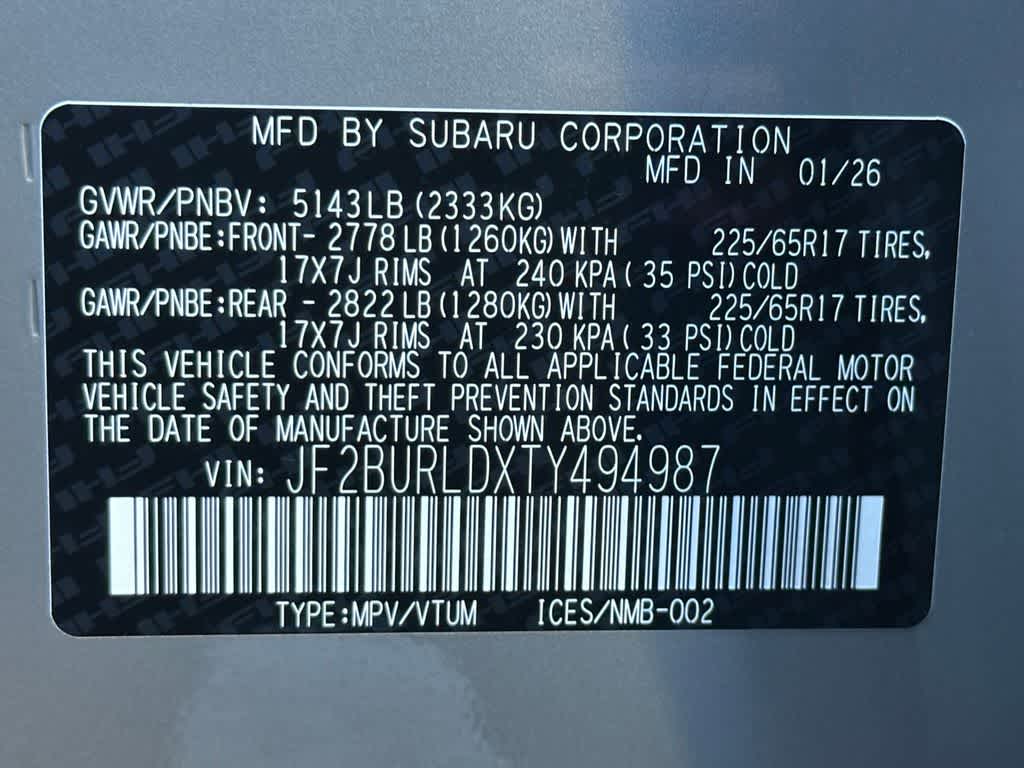 MFD BY SUBARU CORPORATION
MFD IN 01/26
GVWR/PNBV: 5143LB (2333KG)
GAWR/PNBE:FRONT- 2778 LB (1260KG) WITH 225/65R17 TIRES,
17X7J RIMS AT 240 KPA ( 35 PSI) COLD
GAWR/PNBE:REAR - 2822 LB (1280KG) WITH 225/65R17 TIRES,
17X7J RIMS AT 230 KPA ( 33 PSI) COLD
THIS VEHICLE CONFORMS TO ALL APPLICABLE FEDERAL MOTOR
VEHICLE SAFETY AND THEFT PREVENTION STANDARDS IN EFFECT ON
THE DATE OF MANUFACTURE SHOWN ABOVE.
VIN: JF2BURLDXTY494987
TYPE:MPV/VTUM ICES/NMB-002